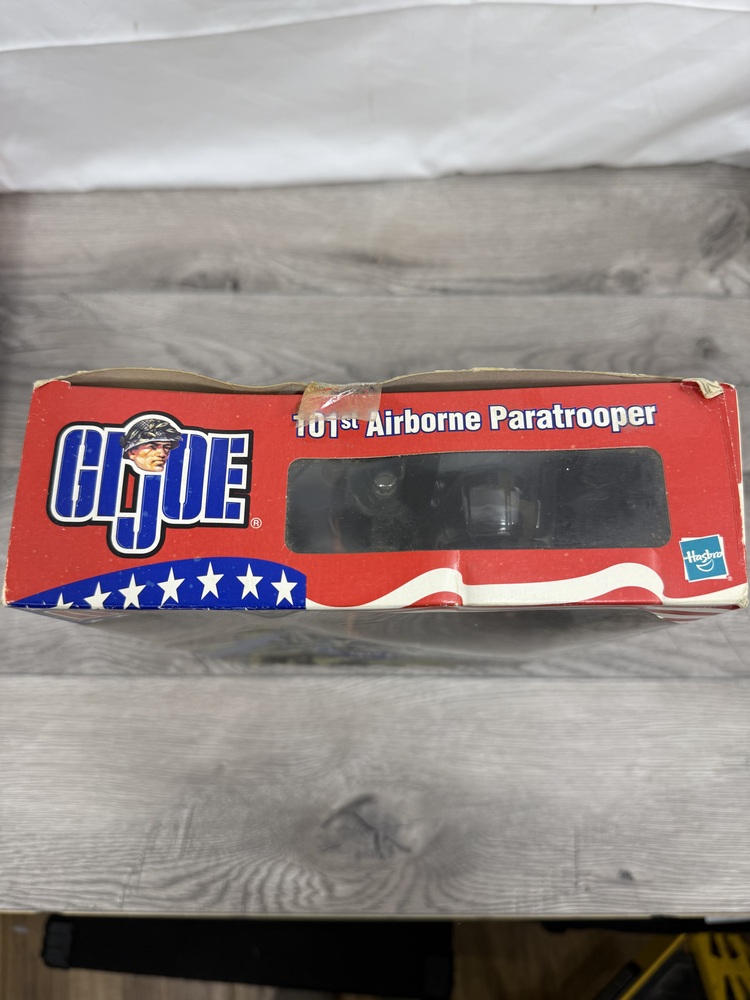 GI JOE
®
101st Airborne Paratrooper
Hasbro